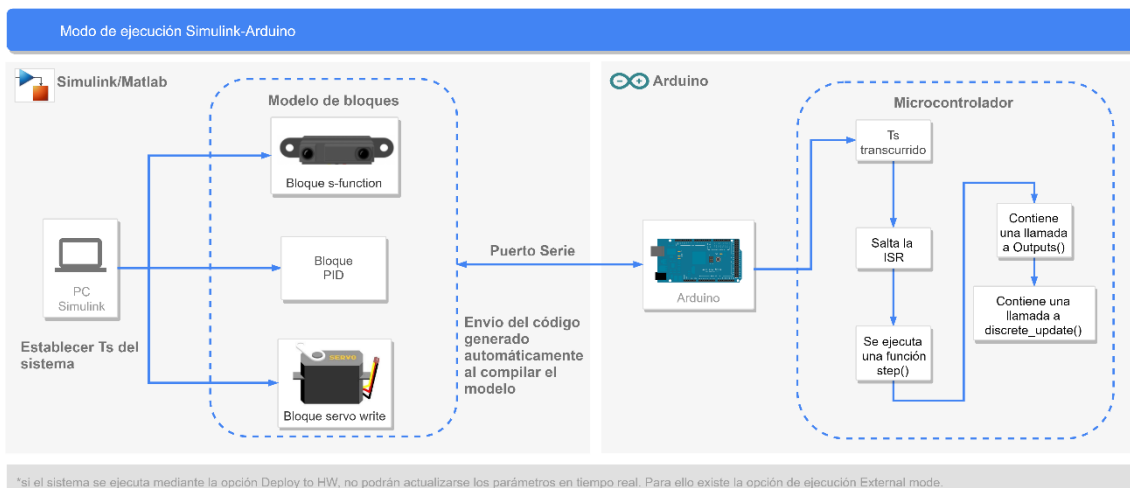 Modo de ejecución Simulink-Arduino
Simulink/Matlab
Modelo de bloques
Bloque s-function
PC
Simulink
Establecer Ts del
sistema
Bloque
PID
SERVO
Bloque servo write
Puerto Serie
Envío del código
generado
automáticamente
al compilar el
modelo
Arduino
Arduino
Microcontrolador
Ts
transcurrido
Salta la
ISR
Se ejecuta
una función
step()
Contiene
una llamada
a Outputs()
Contiene una
llamada a
discrete_update()
*si el sistema se ejecuta mediante la opción Deploy to HW, no podrán actualizarse los parámetros en tiempo real. Para ello existe la opción de ejecución External mode.